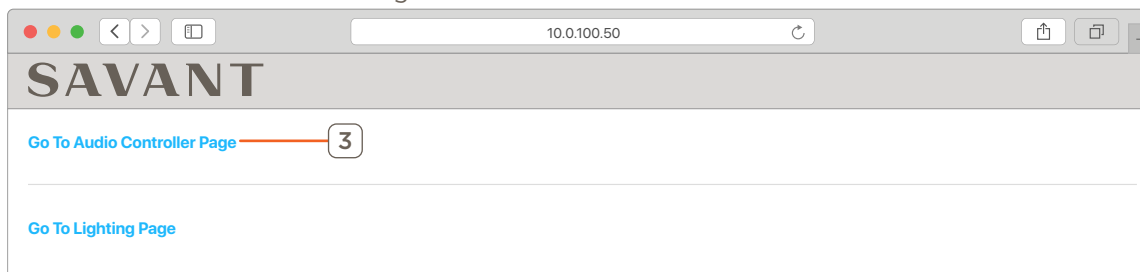 10.0.100.50
SAVANT
Go To Audio Controller Page
3
Go To Lighting Page